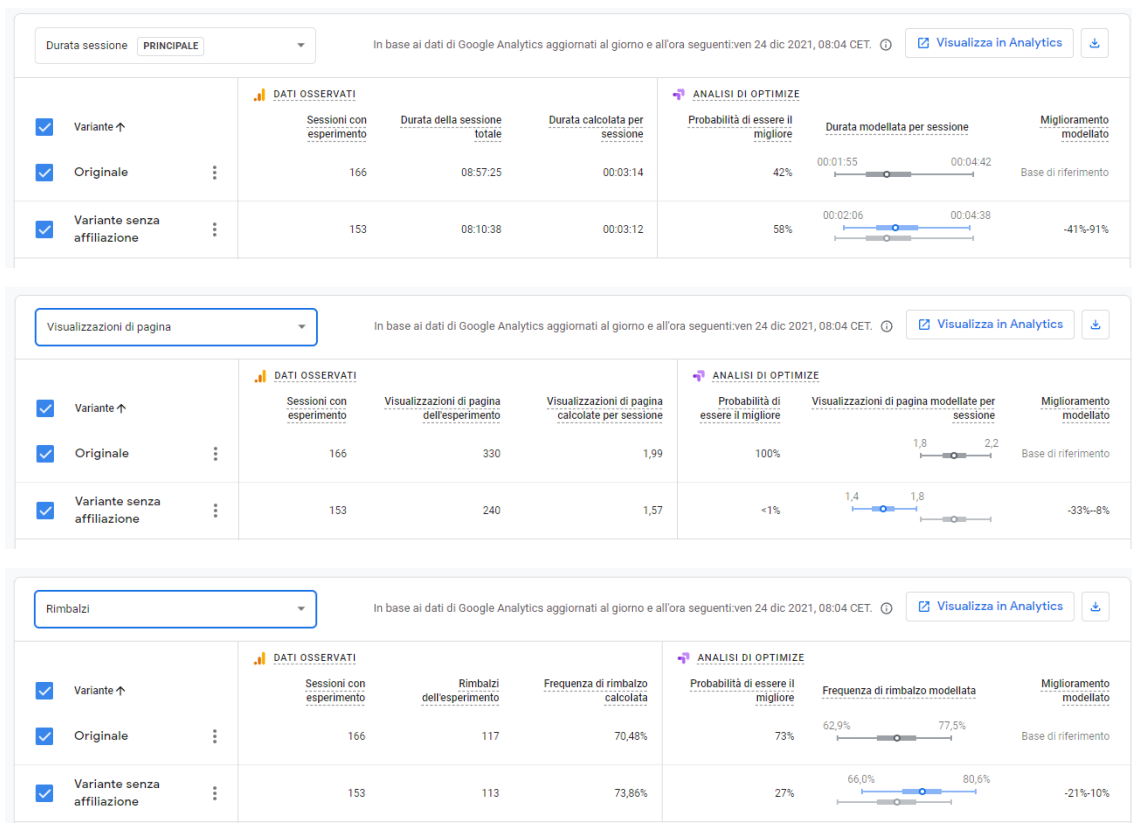 Durata sessione PRINCIPALE
In base ai dati di Google Analytics aggiornati al giorno e all'ora seguenti:ven 24 dic 2021, 08:04 CET.
Visualizza in Analytics
DATI OSSERVATI
ANALISI DI OPTIMIZE
Variante
Sessioni con
esperimento
Durata della sessione
totale
Durata calcolata per
sessione
Probabilità di essere il
migliore
Durata modellata per sessione
Miglioramento
modellato
Originale
166
08:57:25
00:03:14
42%
00:01:55
00:04:42
Base di riferimento
Variante senza
affiliazione
153
08:10:38
00:03:12
58%
00:02:06
00:04:38
-41%-91%
Visualizzazioni di pagina
In base ai dati di Google Analytics aggiornati al giorno e all'ora seguenti:ven 24 dic 2021, 08:04 CET.
Visualizza in Analytics
DATI OSSERVATI
ANALISI DI OPTIMIZE
Variante
Sessioni con
esperimento
Visualizzazioni di pagina
dell'esperimento
Visualizzazioni di pagina
calcolate per sessione
Probabilità di
essere il migliore
Visualizzazioni di pagina modellate per
sessione
Miglioramento
modellato
Originale
166
330
1,99
100%
1,8
2,2
Base di riferimento
Variante senza
affiliazione
153
240
1,57
<1%
1,4
1,8
-33%--8%
Rimbalzi
In base ai dati di Google Analytics aggiornati al giorno e all'ora seguenti:ven 24 dic 2021, 08:04 CET.
Visualizza in Analytics
DATI OSSERVATI
ANALISI DI OPTIMIZE
Variante
Sessioni con
esperimento
Rimbalzi
dell'esperimento
Frequenza di rimbalzo
calcolata
Probabilità di essere il
migliore
Frequenza di rimbalzo modellata
Miglioramento
modellato
Originale
166
117
70,48%
73%
62,9%
77,5%
Base di riferimento
Variante senza
affiliazione
153
113
73,86%
27%
66,0%
80,6%
-21%-10%